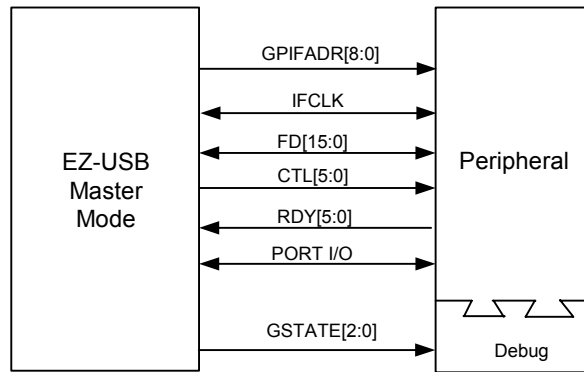 GPIFADR[8:0]
IFCLK
FD[15:0]
EZ-USB
Master
Mode
CTL[5:0]
Peripheral
RDY[5:0]
PORT I/O
GSTATE[2:0]
Debug